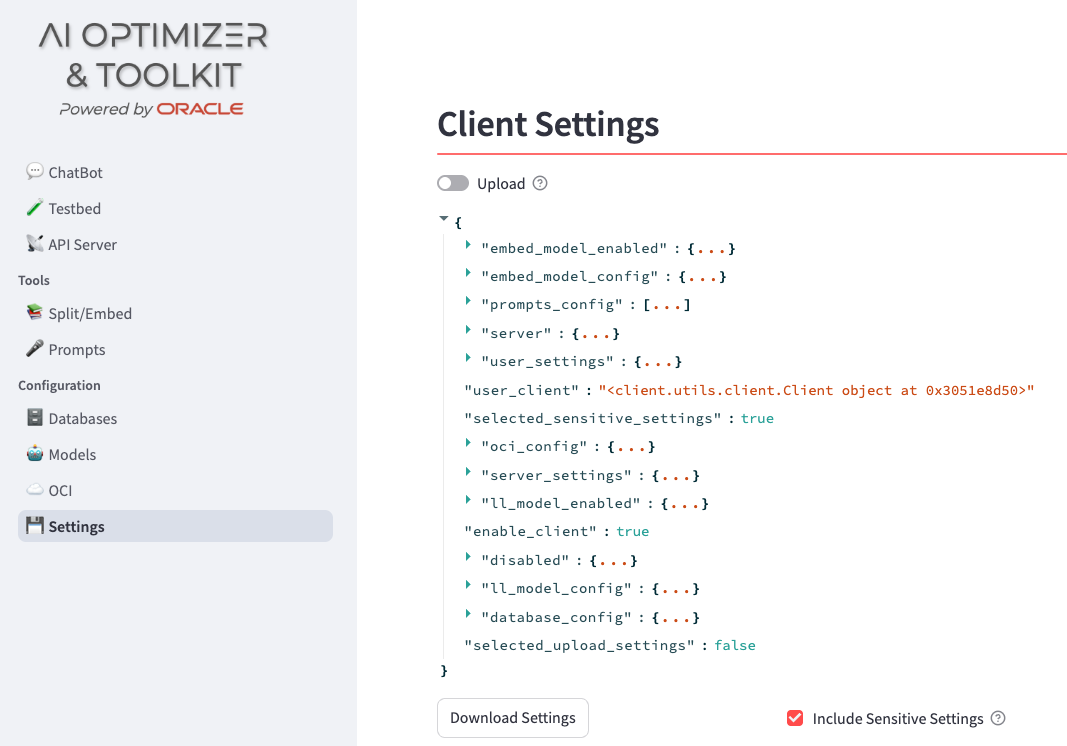 AI OPTIMIZER
& TOOLKIT
Powered by ORACLE
ChatBot
Testbed
API Server
Tools
Split/Embed
Prompts
Configuration
Databases
Models
OCI
Settings
Client Settings
Upload ?
{
"embed_model_enabled" : {...}
"embed_model_config" : {...}
"prompts_config" : [...]
"server" : {...}
"user_settings" : {...}
"user_client" : "<client.utils.client.Client object at 0x3051e8d50>"
"selected_sensitive_settings" : true
"oci_config" : {...}
"server_settings" : {...}
"ll_model_enabled" : {...}
"enable_client" : true
"disabled" : {...}
"ll_model_config" : {...}
"database_config" : {...}
"selected_upload_settings" : false
}
Download Settings
Include Sensitive Settings ?